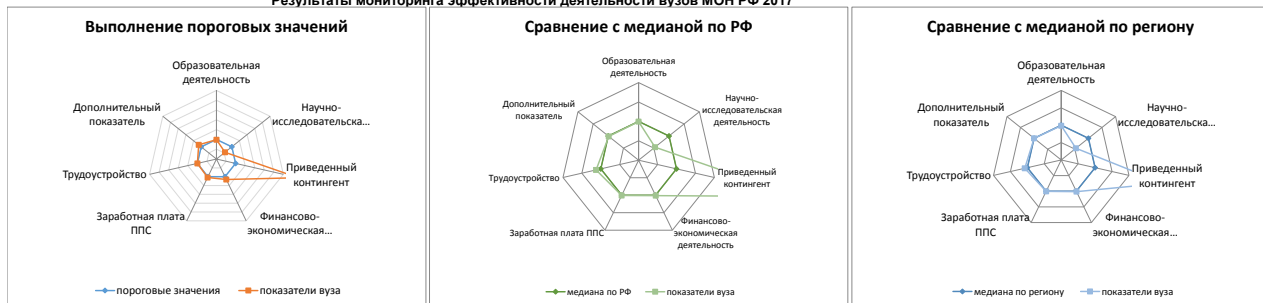 Результаты мониторинга эффективности деятельности вузов МОН РФ 2017
Выполнение пороговых значений
Образовательная
деятельность
Научно-
исследовательска...
Приведенный
контингент
Финансово-
экономическая...
Заработная плата
ППС
Трудоустройство
Дополнительный
показатель
пороговые значения
показатели вуза
Сравнение с медианой по РФ
Образовательная
деятельность
Научно-
исследовательская
деятельность
Приведенный
контингент
Финансово-
экономическая
деятельность
Заработная плата ППС
Трудоустройство
Дополнительный
показатель
медиана по РФ
показатели вуза
Сравнение с медианой по региону
Образовательная
деятельность
Научно-
исследовательска...
Приведенный
контингент
Финансово-
экономическая...
Заработная плата
ППС
Трудоустройство
Дополнительный
показатель
медиана по региону
показатели вуза